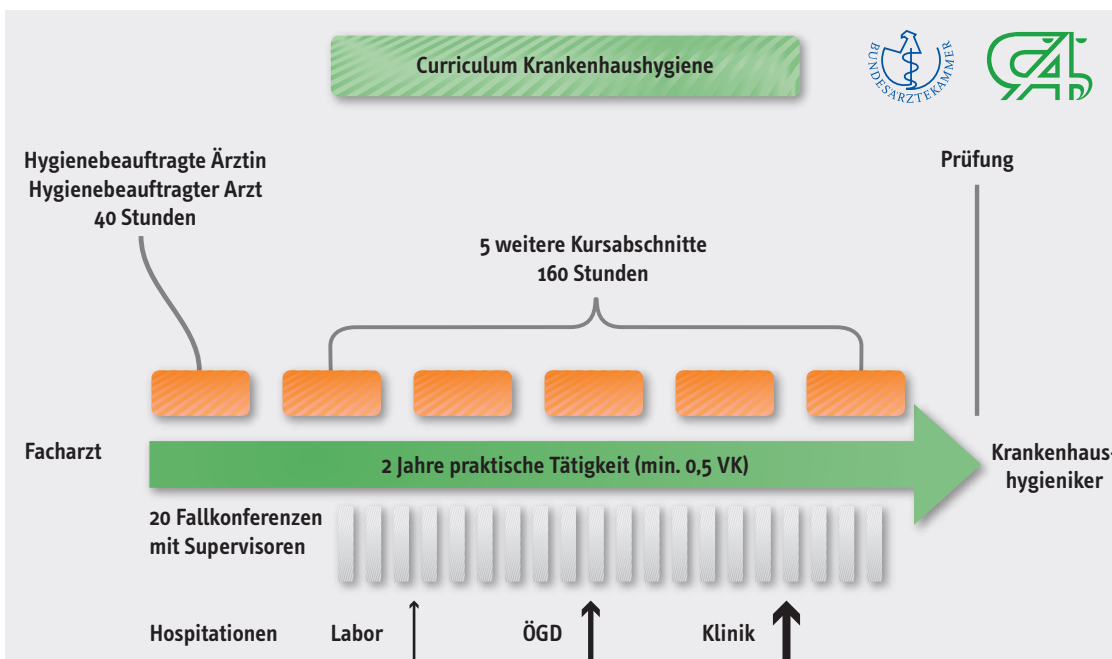 Curriculum Krankenhaushygiene
BUNDESÄRZTEKAMMER
Hygienebeauftragte Ärztin
Hygienebeauftragter Arzt
40 Stunden
Prüfung
5 weitere Kursabschnitte
160 Stunden
Facharzt
2 Jahre praktische Tätigkeit (min. 0,5 VK)
Krankenhaus-
hygieniker
20 Fallkonferenzen
mit Supervisoren
Hospitationen
Labor
ÖGD
Klinik